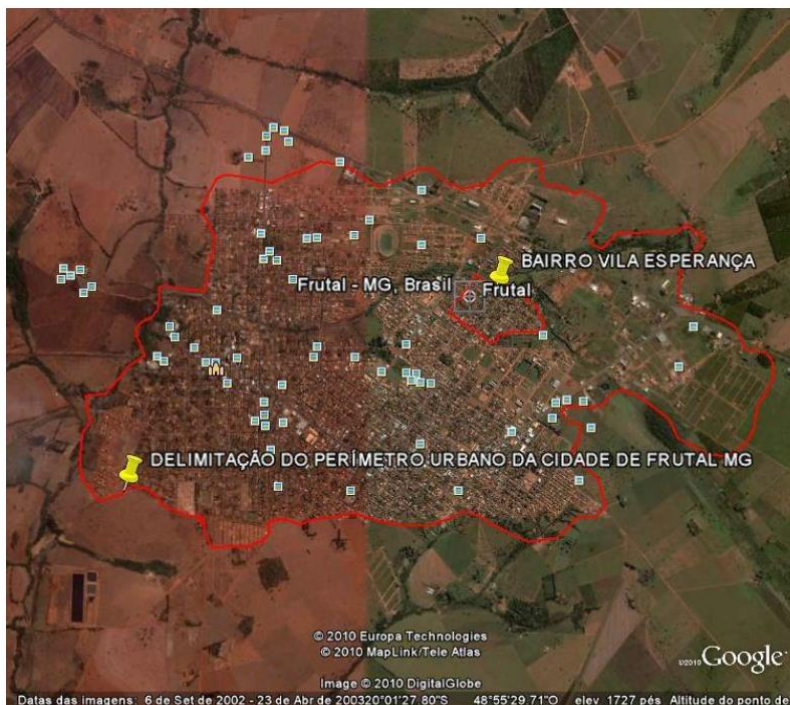 BAIRRO VILA ESPERANÇA
Frutal - MG, Brasil
Frutal
DELIMITAÇÃO DO PERÍMETRO URBANO DA CIDADE DE FRUTAL MG
© 2010 Europa Technologies
© 2010 MapLink/Tele Atlas
©2010 Google
Image © 2010 DigitalGlobe
Datas das imagens: 6 de Set de 2002 - 23 de Abr de 2003 20°01'27.80"S 48°55'29.71"O elev 1727 pés Altitude do ponto de